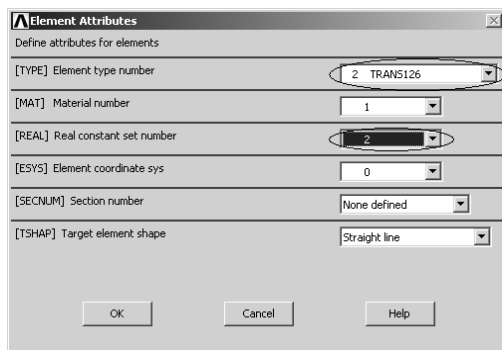 Element Attributes
Define attributes for elements
[TYPE] Element type number 2 TRANS126
[MAT] Material number 1
[REAL] Real constant set number 2
[ESYS] Element coordinate sys 0
[SECNUM] Section number None defined
[TSHAP] Target element shape Straight line
OK Cancel Help